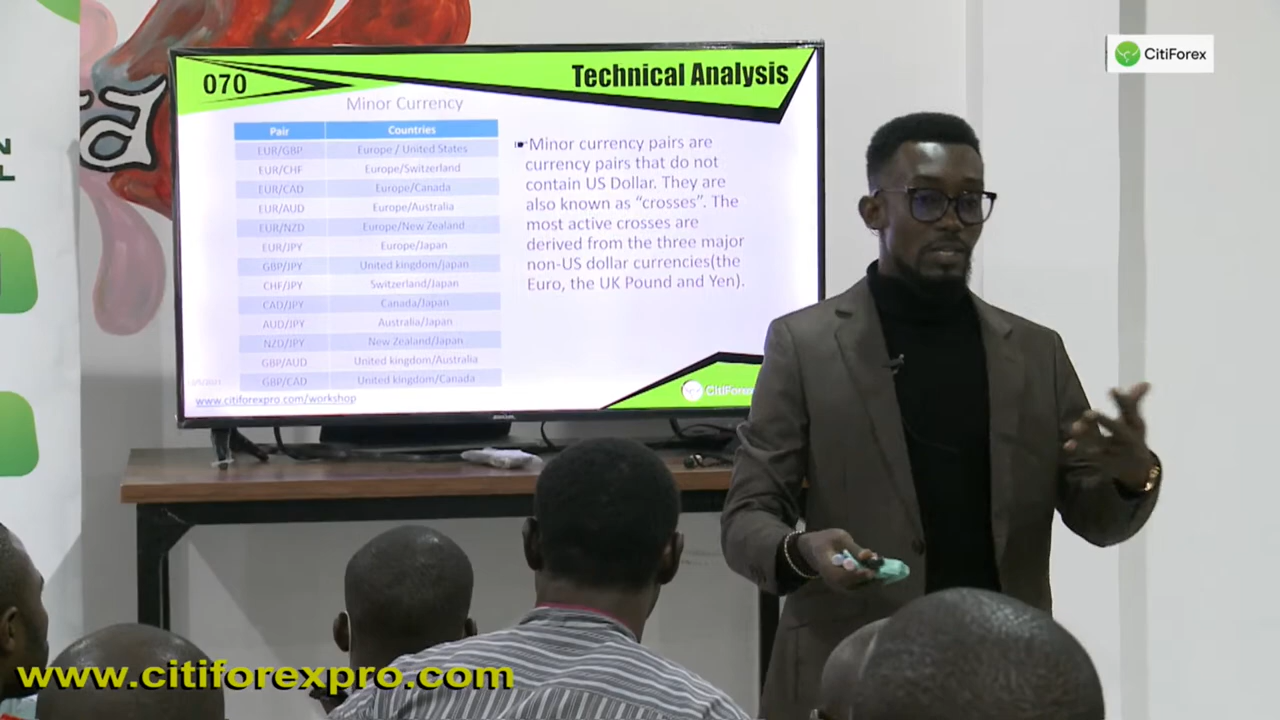 CitiForex
070
Technical Analysis
Minor Currency
Pair Countries
EUR/GBP Europe / United States
EUR/CHF Europe/Switzerland
EUR/CAD Europe/Canada
EUR/AUD Europe/Australia
EUR/NZD Europe/New Zealand
EUR/JPY Europe/Japan
GBP/JPY United kingdom/japan
CHF/JPY Switzerland/Japan
CAD/JPY Canada/Japan
AUD/JPY Australia/Japan
NZD/JPY New Zealand/Japan
GBP/AUD United kingdom/Australia
GBP/CAD United kingdom/Canada
Minor currency pairs are
currency pairs that do not
contain US Dollar. They are
also known as “crosses”. The
most active crosses are
derived from the three major
non-US dollar currencies(the
Euro, the UK Pound and Yen).
www.citiforexpro.com/workshop
CitiForex
www.citiforexpro.com